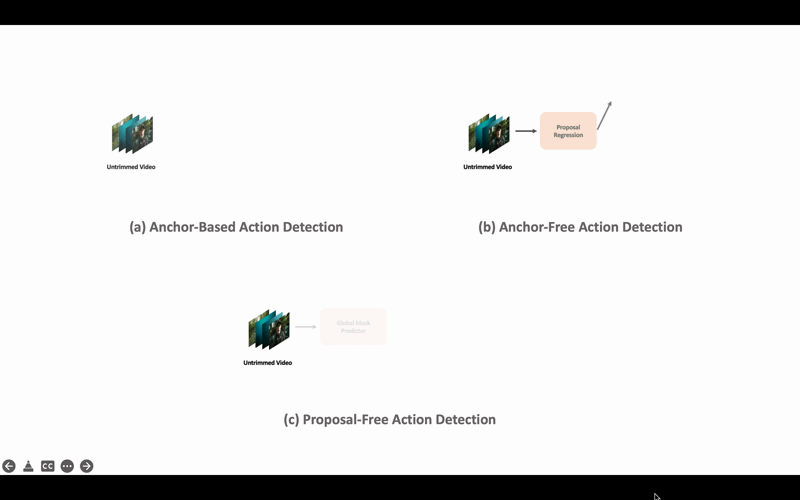 Untrimmed Video
Proposal
Regression
Untrimmed Video
(a) Anchor-Based Action Detection
(b) Anchor-Free Action Detection
Global Mask
Predictor
Untrimmed Video
(c) Proposal-Free Action Detection
CC